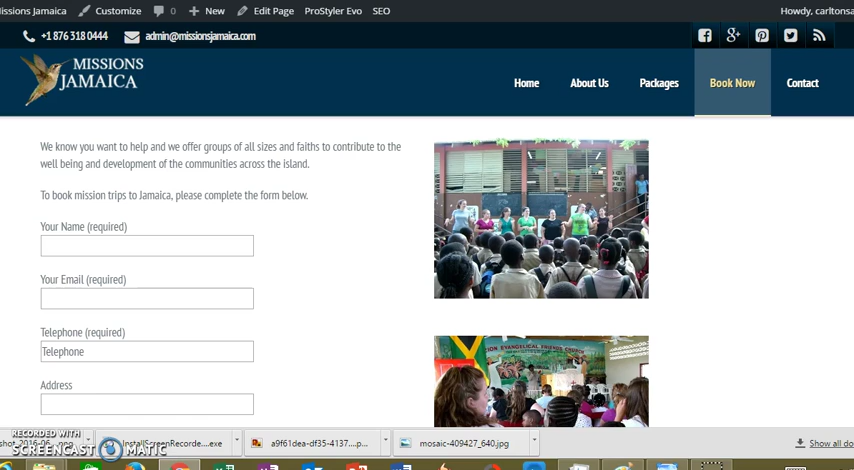 Missions Jamaica Customize 0 New Edit Page ProStyler Evo SEO Howdy, carltonsa
+1 876 318 0444 admin@missionsjamaica.com
MISSIONS
JAMAICA
Home About Us Packages Book Now Contact
We know you want to help and we offer groups of all sizes and faiths to contribute to the
well being and development of the communities across the island.
To book mission trips to Jamaica, please complete the form below.
Your Name (required)
Your Email (required)
Telephone (required)
Telephone
Address
EVANGELICAL FRIENDS CHURCH
RECORDED WITH
SCREENCAST MATIC
InstallScreenRecorde....exe a9f61dea-df35-4137....p... mosaic-409427_640.jpg Show all do